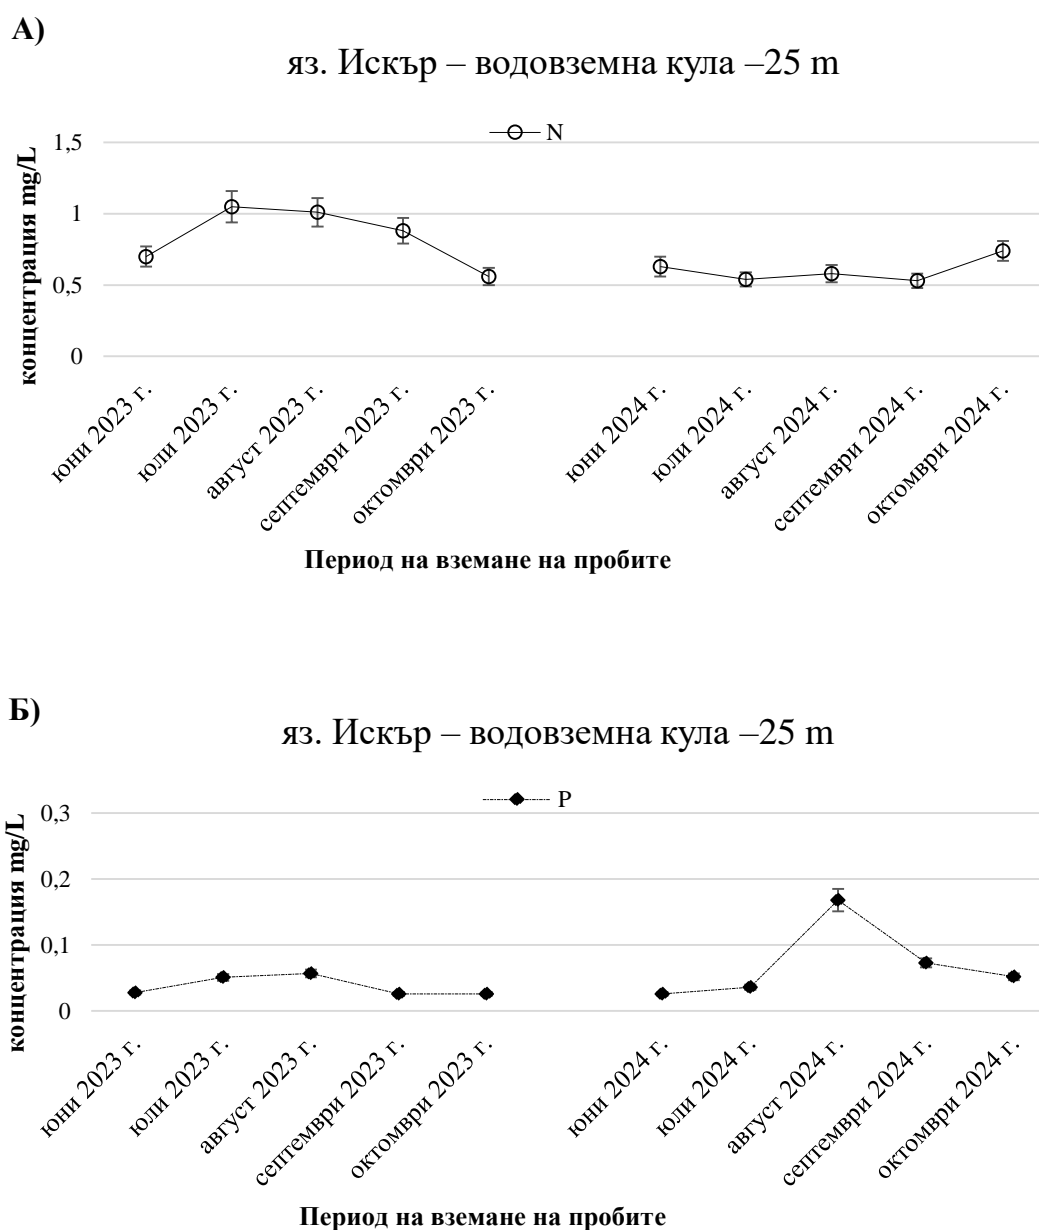 А)
яз. Искър – водовземна кула –25 m
N
1,5
1
0,5
0
концентрация mg/L
юни 2023 г.
юли 2023 г.
август 2023 г.
септември 2023 г.
октомври 2023 г.
юни 2024 г.
юли 2024 г.
август 2024 г.
септември 2024 г.
октомври 2024 г.
Период на вземане на пробите
Б)
яз. Искър – водовземна кула –25 m
P
0,3
0,2
0,1
0
концентрация mg/L
юни 2023 г.
юли 2023 г.
август 2023 г.
септември 2023 г.
октомври 2023 г.
юни 2024 г.
юли 2024 г.
август 2024 г.
септември 2024 г.
октомври 2024 г.
Период на вземане на пробите